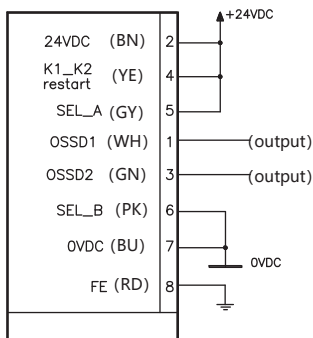 +24VDC
24VDC (BN) 2
K1_K2 (YE) 4
restart
SEL_A (GY) 5
OSSD1 (WH) 1 (output)
OSSD2 (GN) 3 (output)
SEL_B (PK) 6
0VDC (BU) 7
0VDC
FE (RD) 8